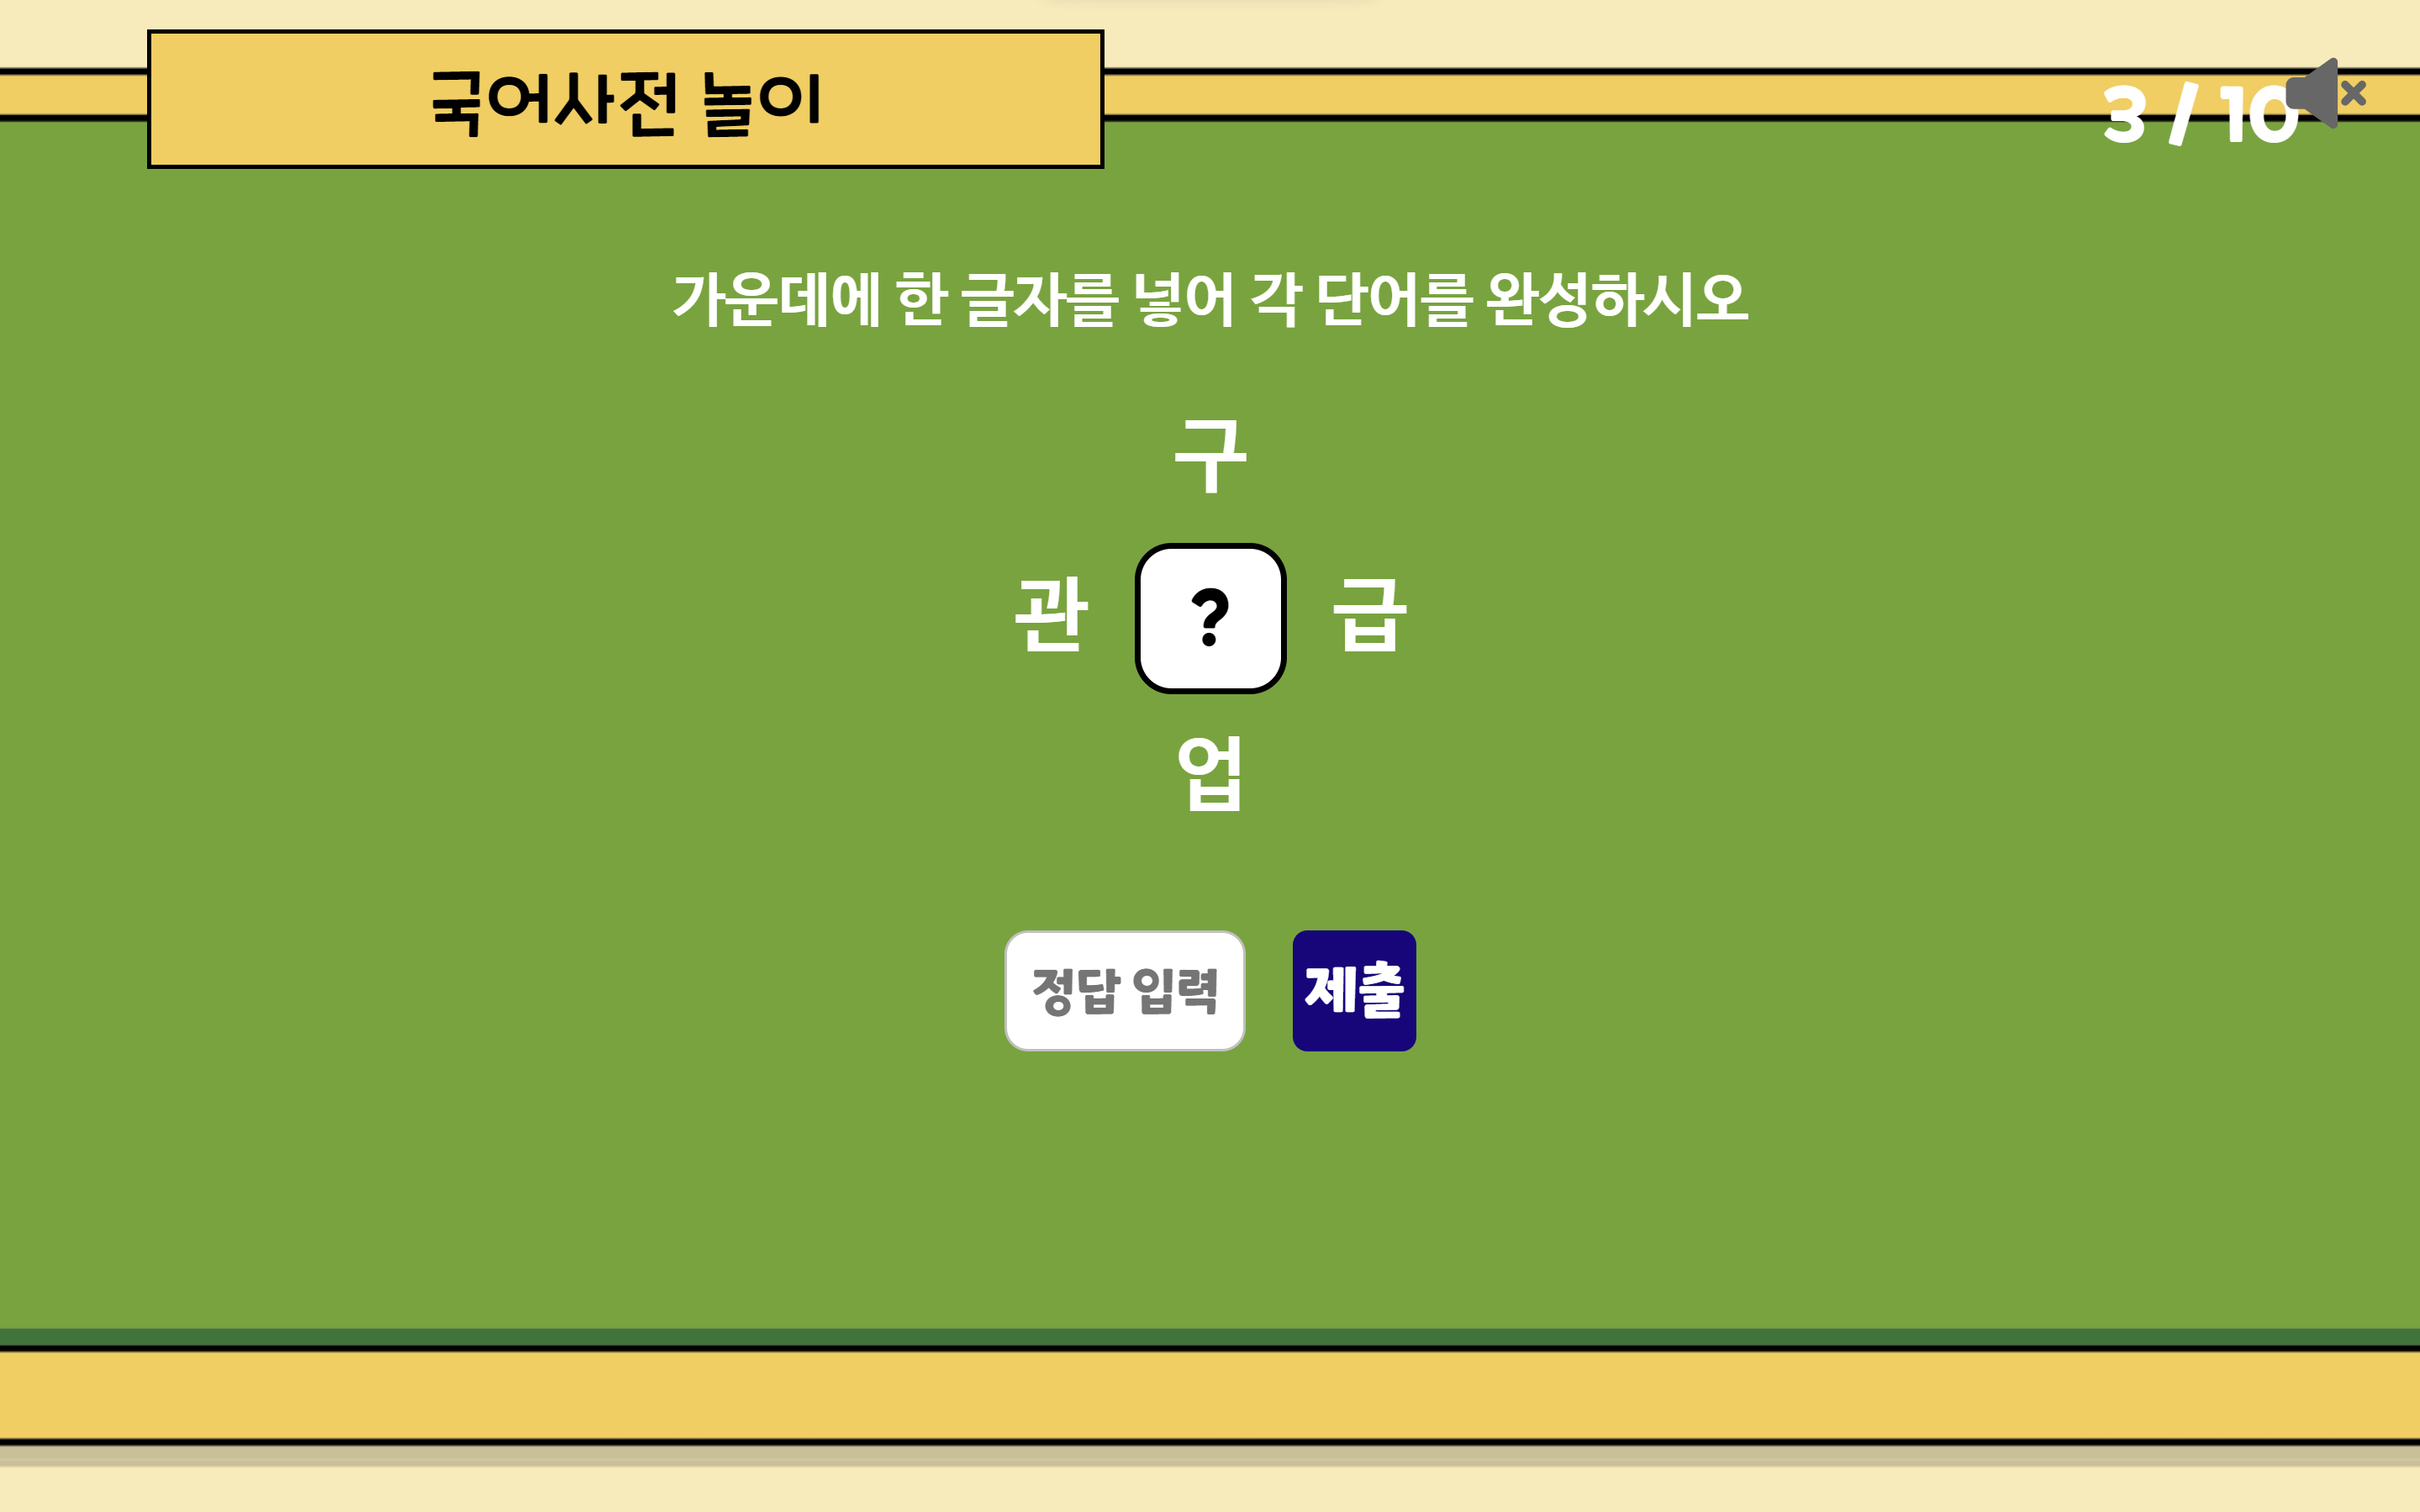 국어사전 놀이
3 / 10
가운데에 한 글자를 넣어 각 단어를 완성하시오
구
관 ? 급
업
정답 입력 제출